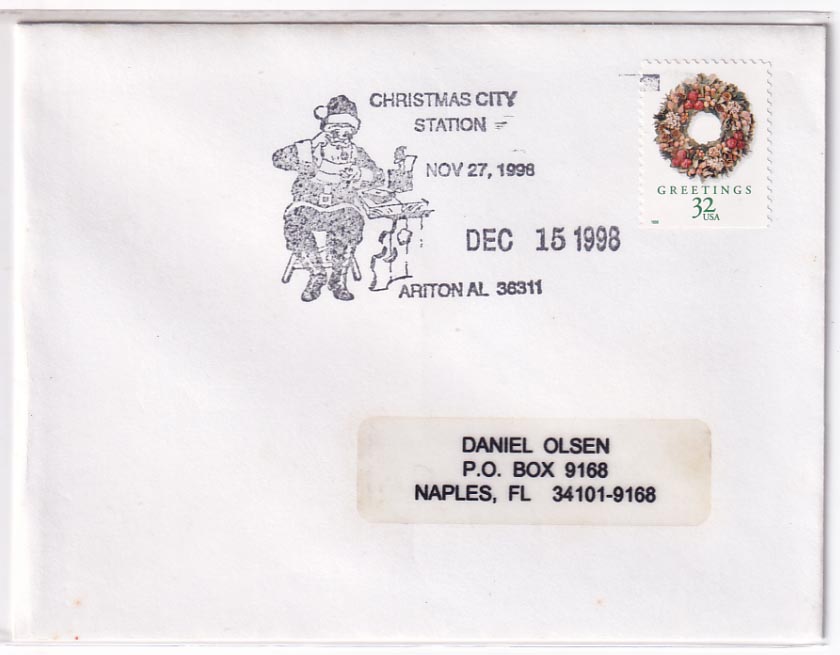 CHRISTMAS CITY
STATION
NOV 27, 1998
DEC 15 1998
ARITON AL 36311
GREETINGS
32
USA
DANIEL OLSEN
P.O. BOX 9168
NAPLES, FL 34101-9168